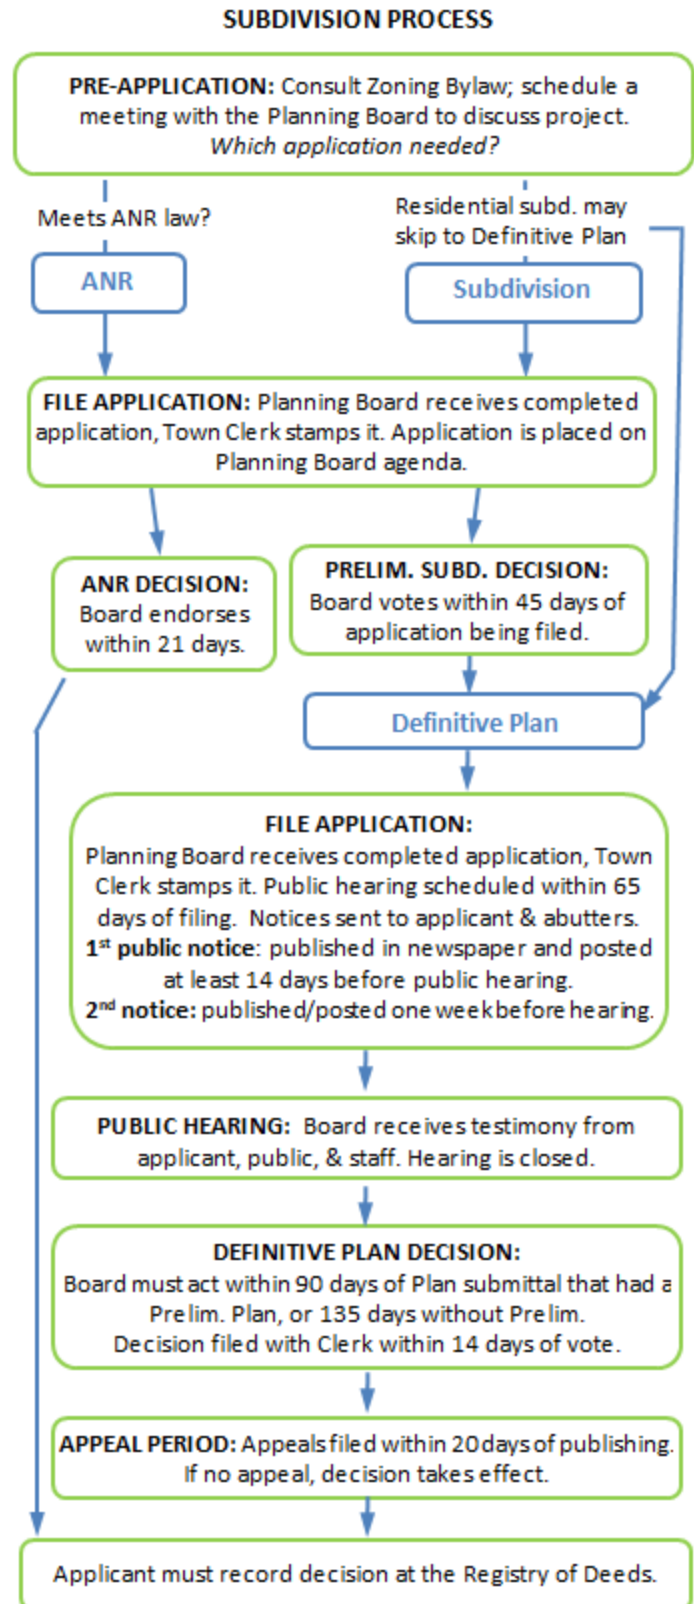 SUBDIVISION PROCESS
PRE-APPLICATION: Consult Zoning Bylaw; schedule a
meeting with the Planning Board to discuss project.
Which application needed?
Meets ANR law?
Residential subd. may
skip to Definitive Plan
ANR
Subdivision
FILE APPLICATION: Planning Board receives completed
application, Town Clerk stamps it. Application is placed on
Planning Board agenda.
ANR DECISION:
Board endorses
within 21 days.
PRELIM. SUBD. DECISION:
Board votes within 45 days of
application being filed.
Definitive Plan
FILE APPLICATION:
Planning Board receives completed application, Town
Clerk stamps it. Public hearing scheduled within 65
days of filing. Notices sent to applicant & abutters.
1st public notice: published in newspaper and posted
at least 14 days before public hearing.
2nd notice: published/posted one week before hearing.
PUBLIC HEARING: Board receives testimony from
applicant, public, & staff. Hearing is closed.
DEFINITIVE PLAN DECISION:
Board must act within 90 days of Plan submittal that had a
Prelim. Plan, or 135 days without Prelim.
Decision filed with Clerk within 14 days of vote.
APPEAL PERIOD: Appeals filed within 20 days of publishing.
If no appeal, decision takes effect.
Applicant must record decision at the Registry of Deeds.